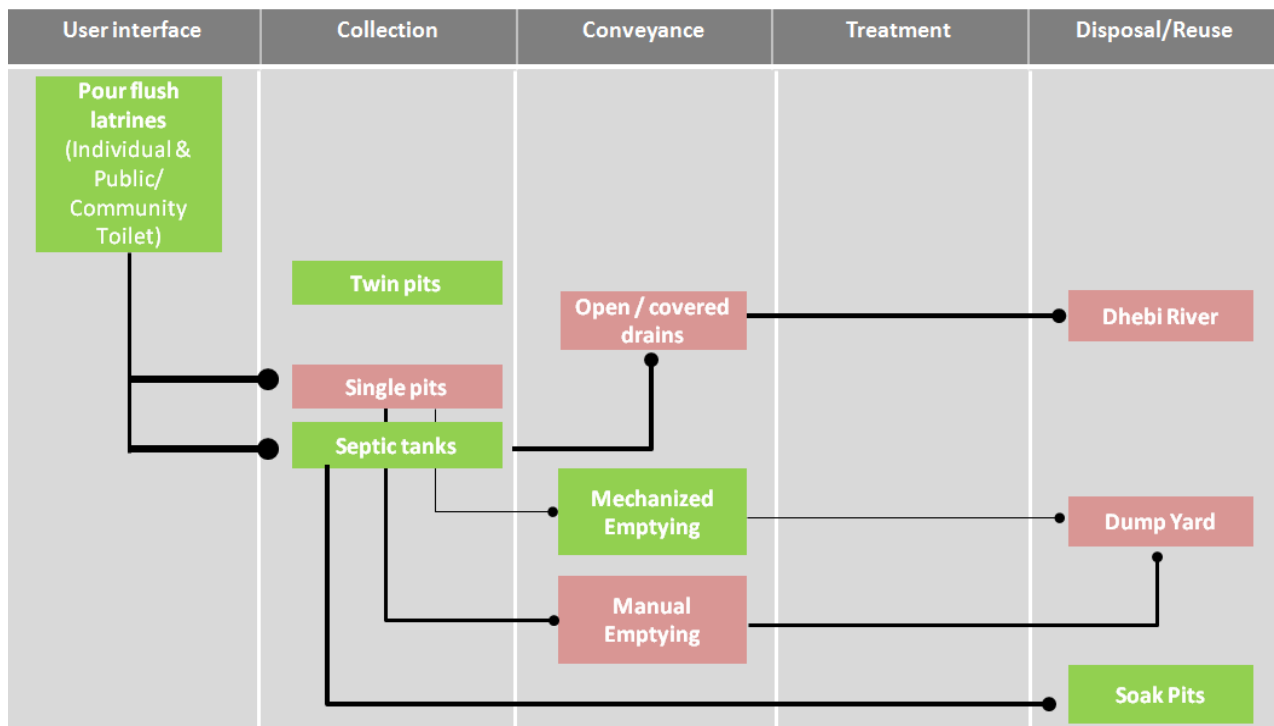 User interface
Collection
Conveyance
Treatment
Disposal/Reuse
Pour flush
latrines
(Individual &
Public/
Community
Toilet)
Twin pits
Open / covered
drains
Dhebi River
Single pits
Septic tanks
Mechanized
Emptying
Dump Yard
Manual
Emptying
Soak Pits